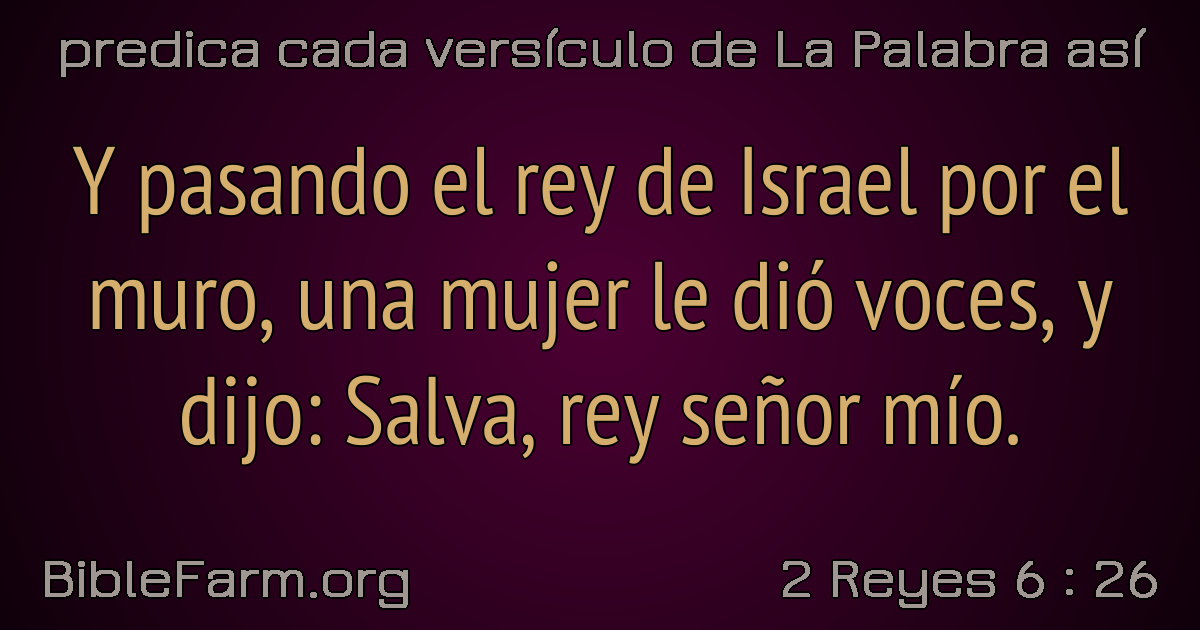 predica cada versículo de La Palabra así
Y pasando el rey de Israel por el
muro, una mujer le dió voces, y
dijo: Salva, rey señor mío.
BibleFarm.org
2 Reyes 6 : 26